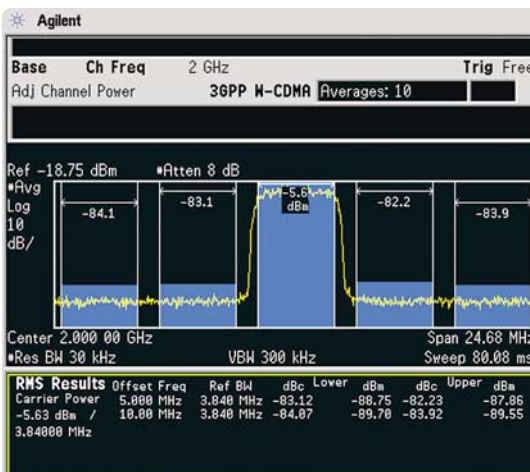 Agilent
Base Ch Freq 2 GHz Trig Free
Adj Channel Power 3GPP W-CDMA Averages: 10
Ref -18.75 dBm *Atten 8 dB
*Avg
Log
10
dB/
-84.1 -83.1 -5.6 dBm -82.2 -83.9
Center 2.000 00 GHz Span 24.68 MHz
*Res BW 30 kHz VBW 300 kHz Sweep 80.08 ms
RMS Results Offset Freq Ref BW dBc Lower dBm dBc Upper dBm
Carrier Power 5.000 MHz 3.840 MHz -83.12 -88.75 -82.23 -87.86
-5.63 dBm / 10.00 MHz 3.840 MHz -84.07 -89.70 -83.92 -89.55
3.84000 MHz